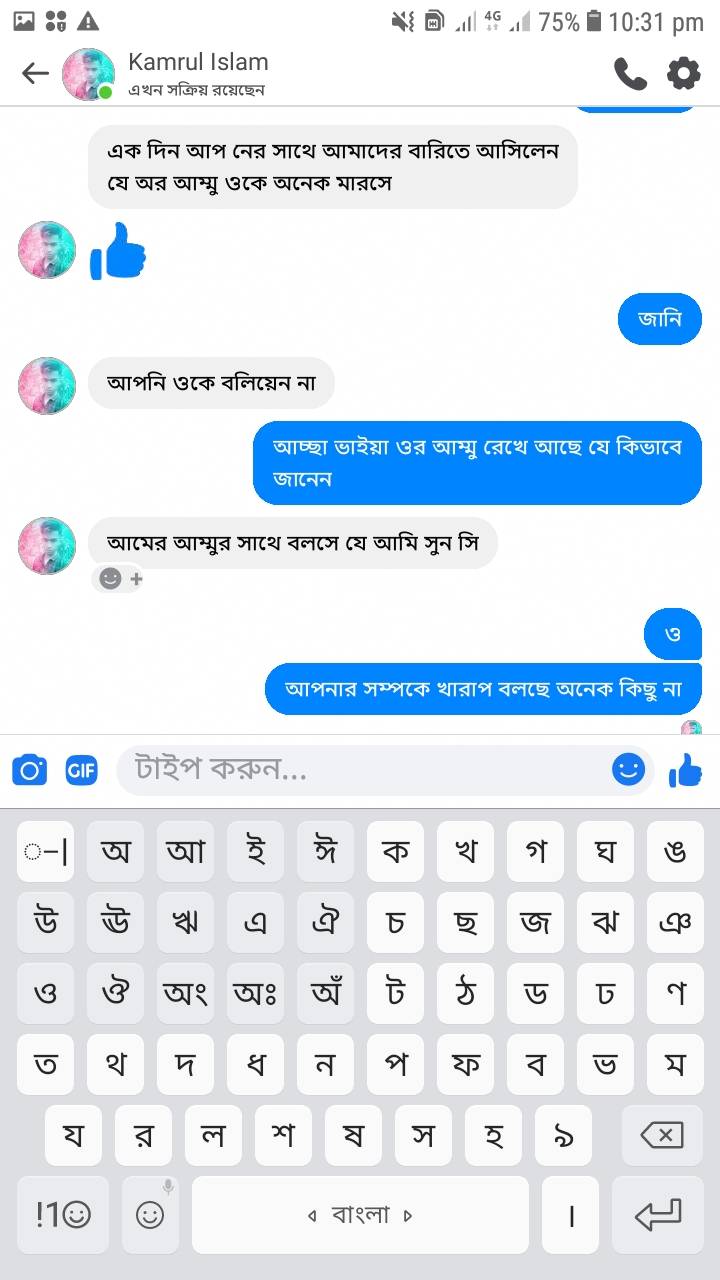 4G 75% 10:31 pm
Kamrul Islam
এখন সক্রিয় রয়েছেন
এক দিন আপ নের সাথে আমাদের বারিতে আসিলেন
যে অর আম্মু ওকে অনেক মারসে
জানি
আপনি ওকে বলিয়েন না
আচ্ছা ভাইয়া ওর আম্মু রেখে আছে যে কিভাবে
জানেন
আমের আম্মুর সাথে বলসে যে আমি সুন সি
ও
আপনার সম্পকে খারাপ বলছে অনেক কিছু না
GIF টাইপ করুন...
ঃ–| অ আ ই ঈ ক খ গ ঘ ঙ
উ ঊ ঋ এ ঐ চ ছ জ ঝ ঞ
ও ঔ অং অঃ অঁ ট ঠ ড ঢ ণ
ত থ দ ধ ন প ফ ব ভ ম
য র ল শ ষ স হ ৯
!1☺ ◃ বাংলা ▹ ।